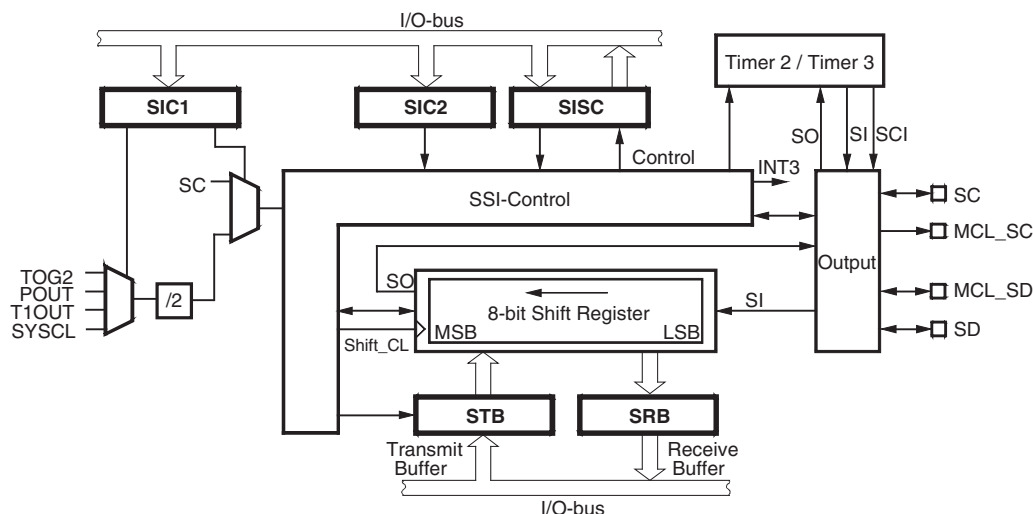 I/O-bus
Timer 2 / Timer 3
SIC1
SIC2
SISC
SO
SI
SCI
Control
INT3
SC
SSI-Control
SC
MCL_SC
Output
TOG2
POUT
T1OUT
SYSCL
/2
SO
8-bit Shift Register
MSB
LSB
SI
MCL_SD
SD
Shift_CL
STB
SRB
Transmit
Buffer
Receive
Buffer
I/O-bus